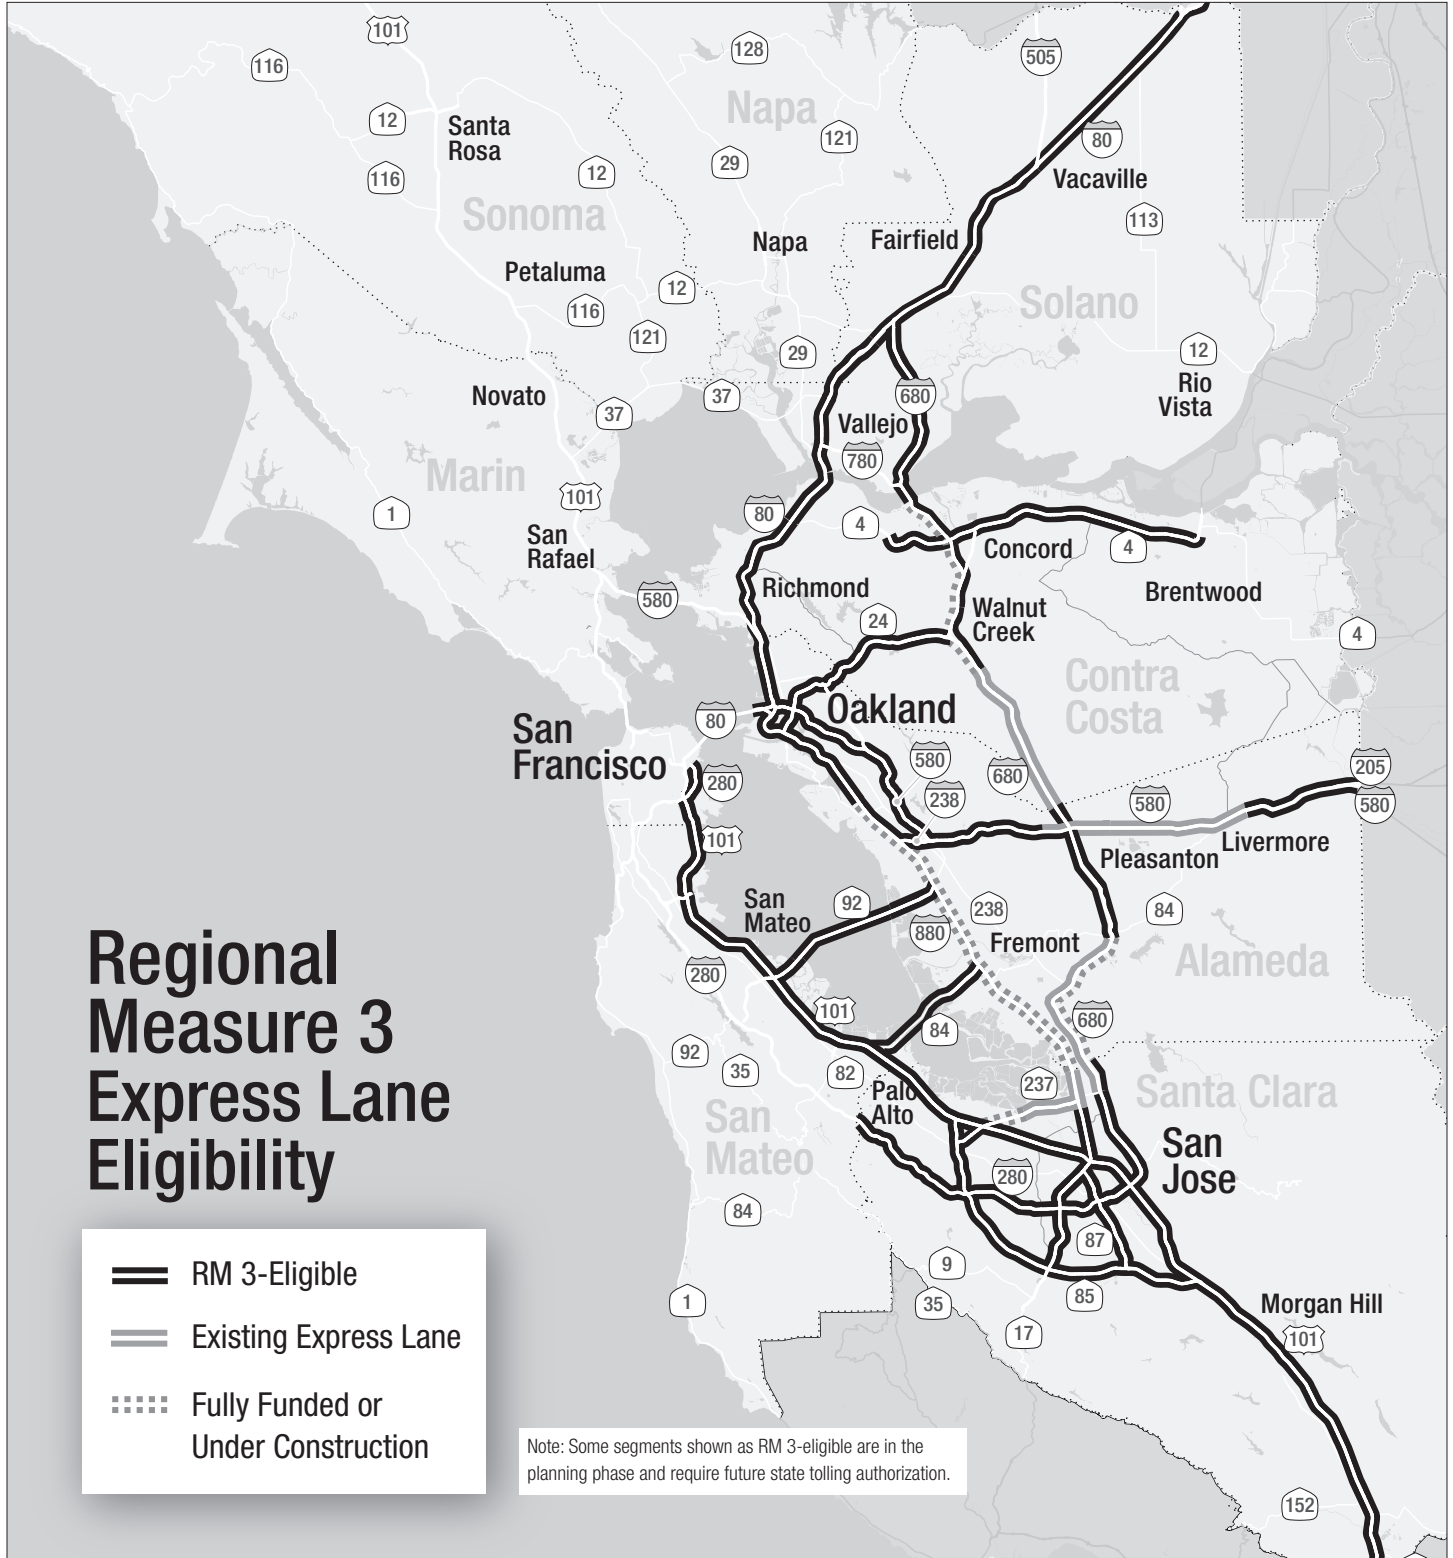 101
116
128
505
Napa
12
Santa
Rosa
121
80
29
116
12
Vacaville
Sonoma
113
Napa
Fairfield
Petaluma
12
Solano
116
121
29
12
Rio
Vista
Novato
37
37
680
Vallejo
780
Marin
101
1
80
4
San
Rafael
Concord
4
Richmond
580
Brentwood
Walnut
Creek
24
4
Contra
Costa
Oakland
80
San
Francisco
580
205
280
680
238
580
580
101
Livermore
Pleasanton
San
Mateo
92
238
84
880
Fremont
Alameda
280
101
680
84
92
35
82
237
Palo
Alto
Santa Clara
San
Mateo
San
Jose
280
84
87
9
1
35
85
Morgan Hill
17
101
152
Regional
Measure 3
Express Lane
Eligibility
RM 3-Eligible
Existing Express Lane
Fully Funded or
Under Construction
Note: Some segments shown as RM 3-eligible are in the
planning phase and require future state tolling authorization.